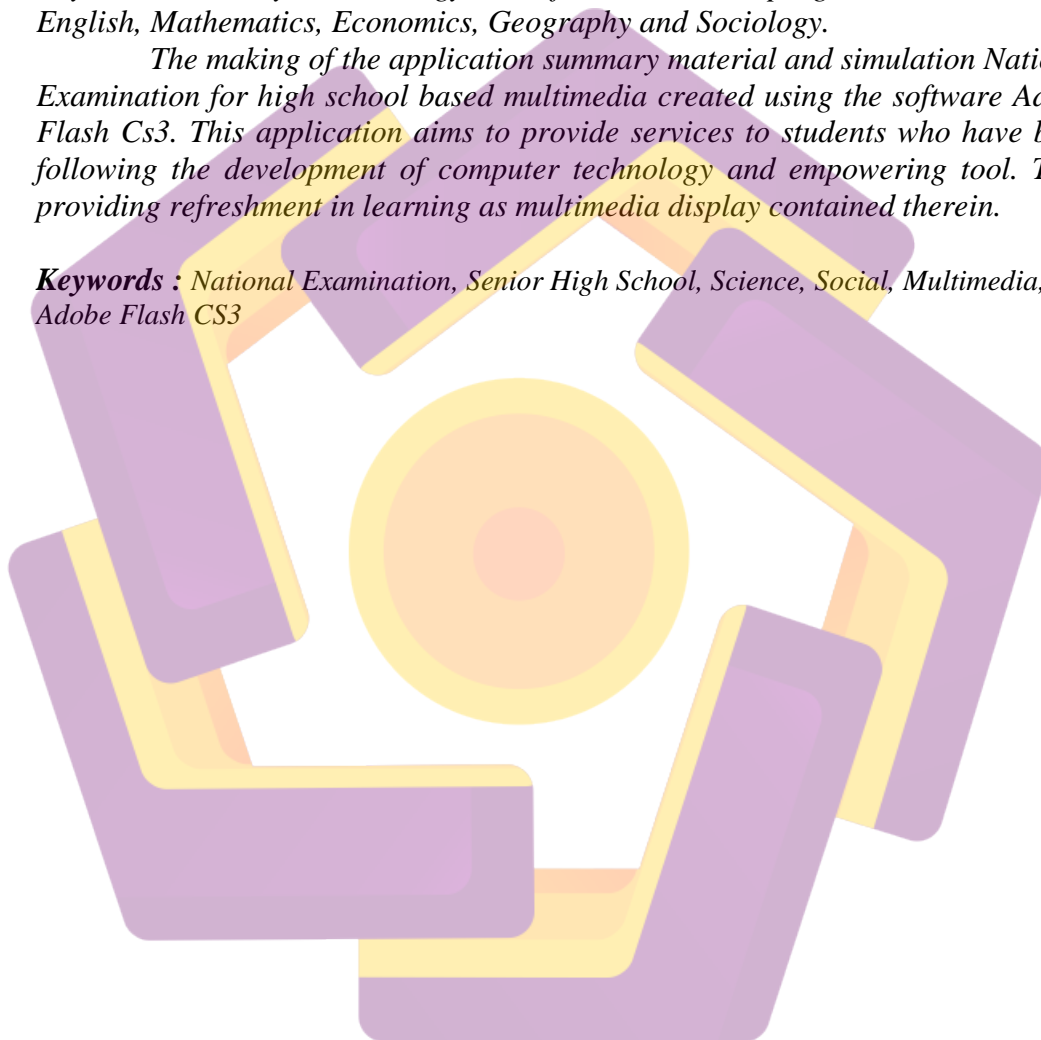 English, Mathematics, Economics, Geography and Sociology.
The making of the application summary material and simulation
Examination for high school based multimedia created using the software
Flash Cs3. This application aims to provide services to students who have
following the development of computer technology and empowering tool.
providing refreshment in learning as multimedia display contained therein.
Keywords : National Examination, Senior High School, Science, Social, Multimedia,
Adobe Flash CS3